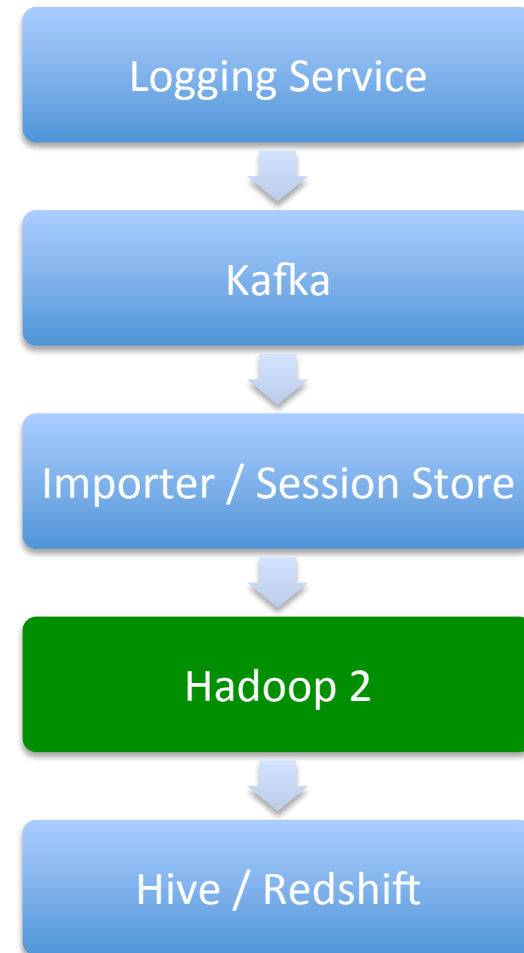 Logging Service
Kafka
Importer / Session Store
Hadoop 2
Hive / Redshift